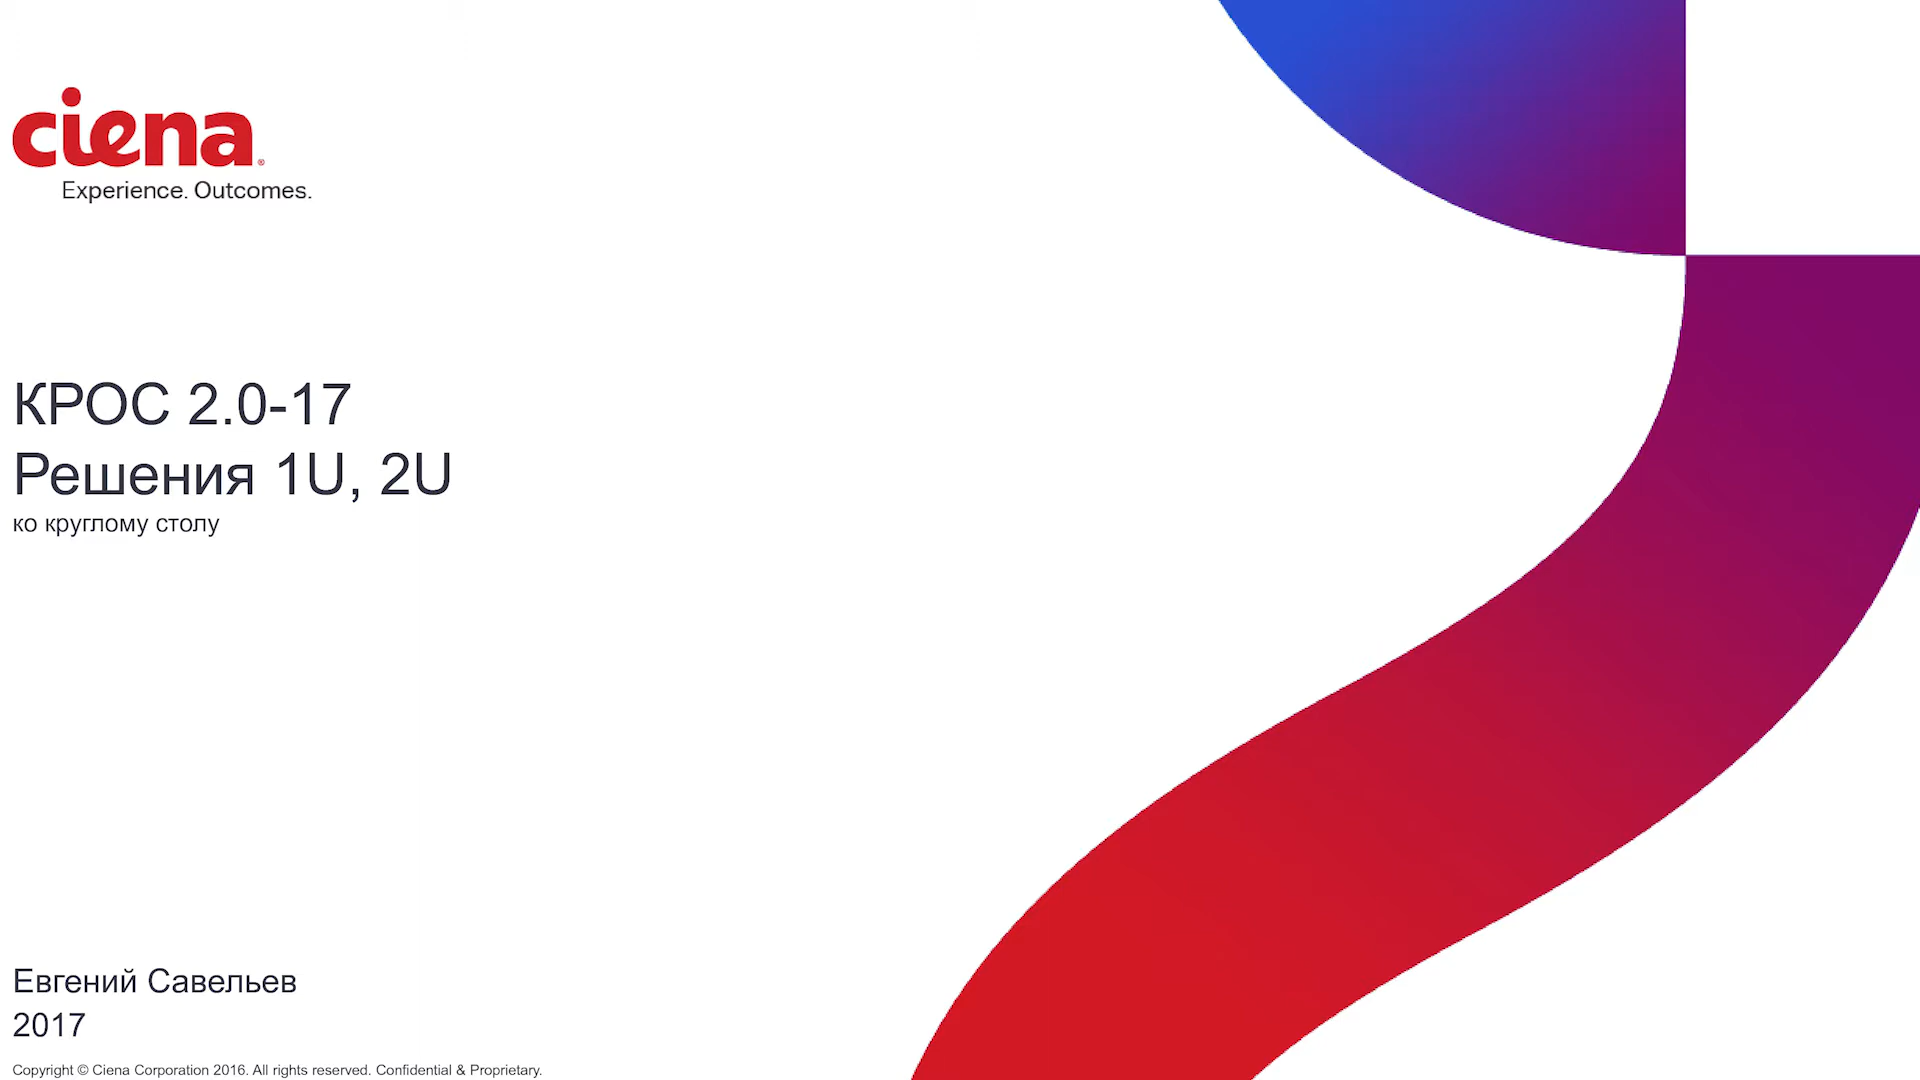 ciena®
Experience. Outcomes.
КРОС 2.0-17
Решения 1U, 2U
ко круглому столу
Евгений Савельев
2017
Copyright © Ciena Corporation 2016. All rights reserved. Confidential & Proprietary.